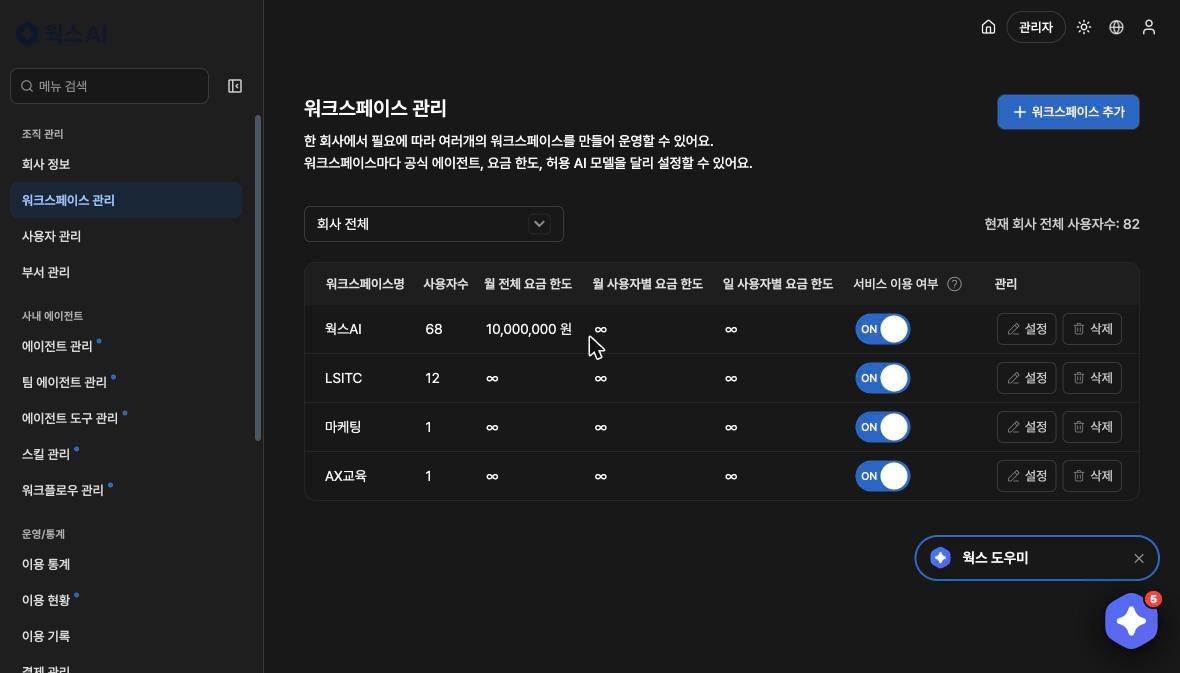 웍스AI
관리자
메뉴 검색
조직 관리
회사 정보
워크스페이스 관리
사용자 관리
부서 관리
사내 에이전트
에이전트 관리
팀 에이전트 관리
에이전트 도구 관리
스킬 관리
워크플로우 관리
운영/통계
이용 통계
이용 현황
이용 기록
결제 관리
워크스페이스 관리
워크스페이스 추가
한 회사에서 필요에 따라 여러개의 워크스페이스를 만들어 운영할 수 있어요.
워크스페이스마다 공식 에이전트, 요금 한도, 허용 AI 모델을 달리 설정할 수 있어요.
회사 전체
현재 회사 전체 사용자수: 82
워크스페이스명 사용자수 월 전체 요금 한도 월 사용자별 요금 한도 일 사용자별 요금 한도 서비스 이용 여부 ? 관리
웍스AI 68 10,000,000 원 ∞ ∞ ON 설정 삭제
LSITC 12 ∞ ∞ ∞ ON 설정 삭제
마케팅 1 ∞ ∞ ∞ ON 설정 삭제
AX교육 1 ∞ ∞ ∞ ON 설정 삭제
웍스 도우미
5